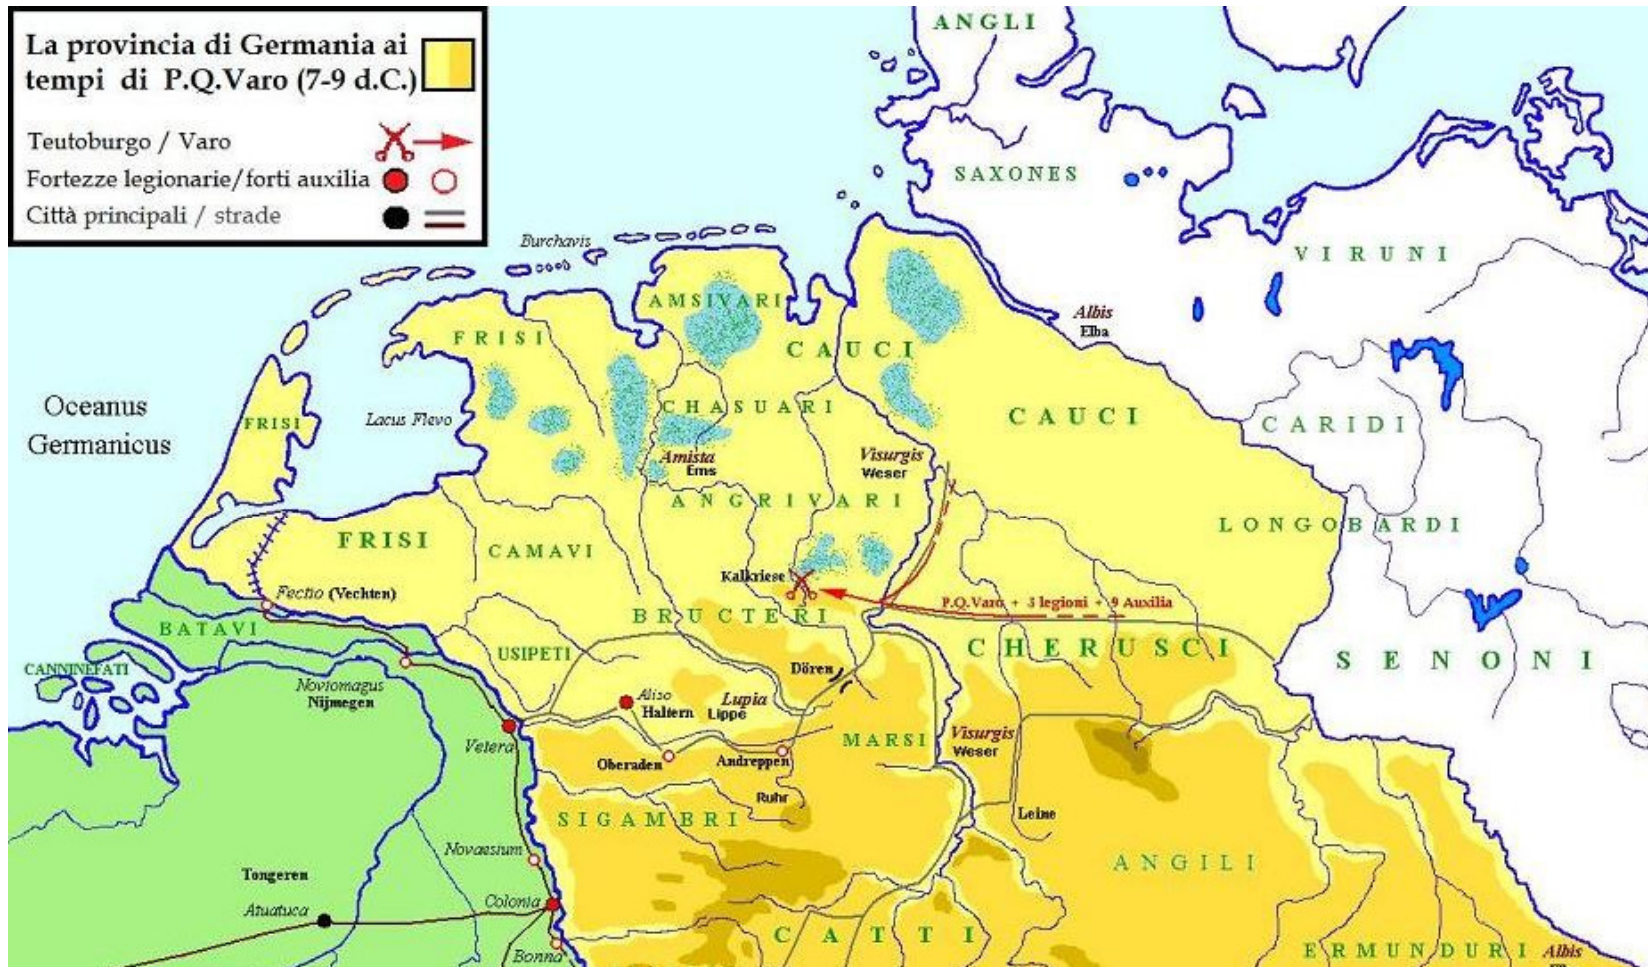 La provincia di Germania ai
tempi di P.Q.Varo (7-9 d.C.)
Teutoburgo / Varo
Fortezze legionarie/forti auxilia
Città principali / strade
ANGLI
SAXONES
VIRUNI
Burchavis
AMSIVARI
FRISI
Albis
Elba
CAUCI
Oceanus
Germanicus
FRISI
Lacus Flevo
CHASUARI
CAUCI
CARIDI
Amista
Ems
Visurgis
Weser
ANGRIVARI
LONGOBARDI
FRISI
CAMAVI
Kalkriese
Fectio (Vechten)
P.Q.Varo + 3 legioni + 9 Auxilia
BATAVI
BRUCTERI
CHERUSCI
SENONI
CANNINEFATI
USIPETI
Dören
Noviomagus
Nijmegen
Aliso
Haltern
Lupia
Lippe
Vetera
MARSI
Visurgis
Weser
Oberaden
Andreppen
Ruhr
SIGAMBRI
Leine
Novaesium
ANGILI
Tongeren
Atuatuca
Colonia
CATTI
Bonna
ERMUNDURI
Albis